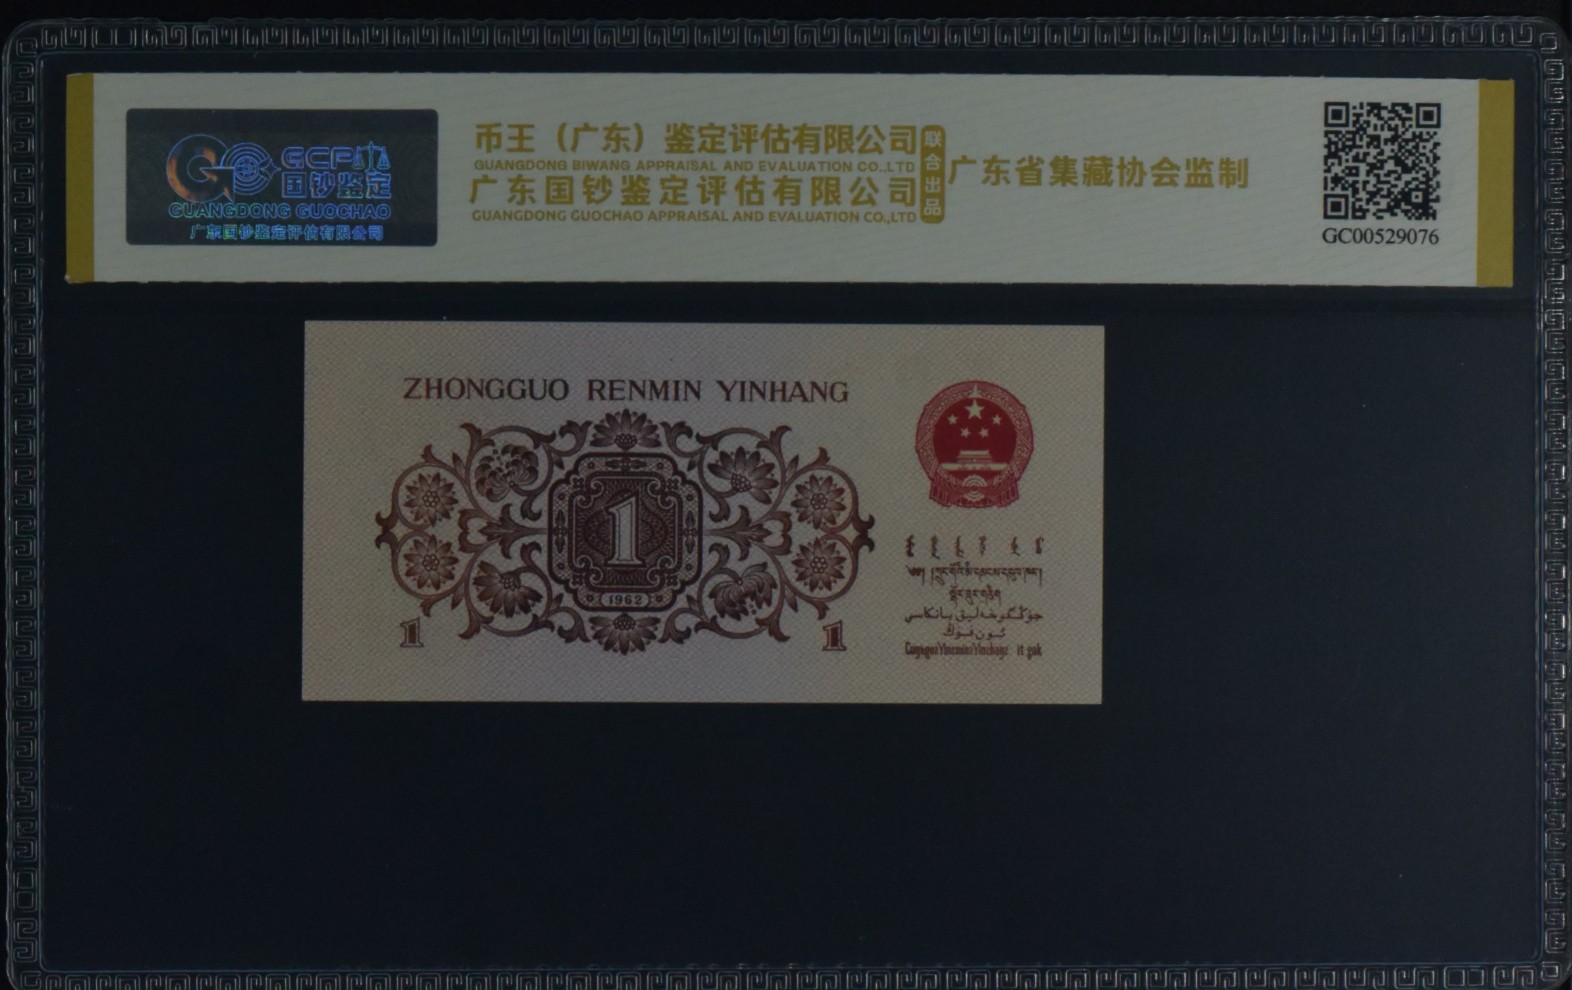 GCP
国钞鉴定
GUANGDONG GUOCHAO
广东国钞鉴定评估有限公司
币王（广东）鉴定评估有限公司
GUANGDONG BIWANG APPRAISAL AND EVALUATION CO.,LTD
广东国钞鉴定评估有限公司
GUANGDONG GUOCHAO APPRAISAL AND EVALUATION CO.,LTD
联合出品
广东省集藏协会监制
GC00529076
ZHONGGUO RENMIN YINHANG
1
1962
1
1